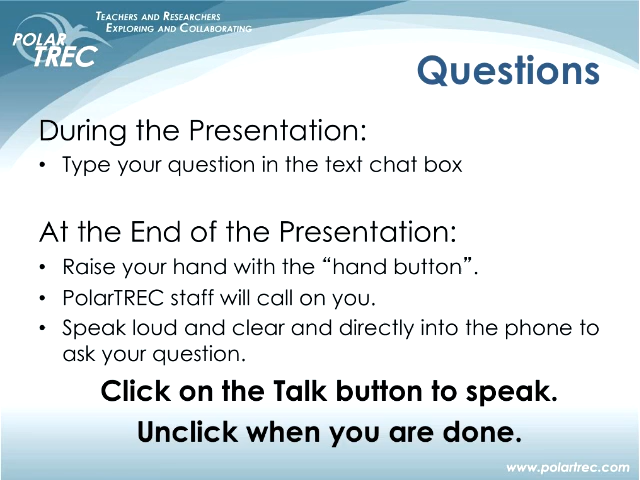 Teachers and Researchers
Exploring and Collaborating
POLAR
TREC
Questions
During the Presentation:
• Type your question in the text chat box
At the End of the Presentation:
• Raise your hand with the “hand button”.
• PolarTREC staff will call on you.
• Speak loud and clear and directly into the phone to
ask your question.
Click on the Talk button to speak.
Unclick when you are done.
www.polartrec.com